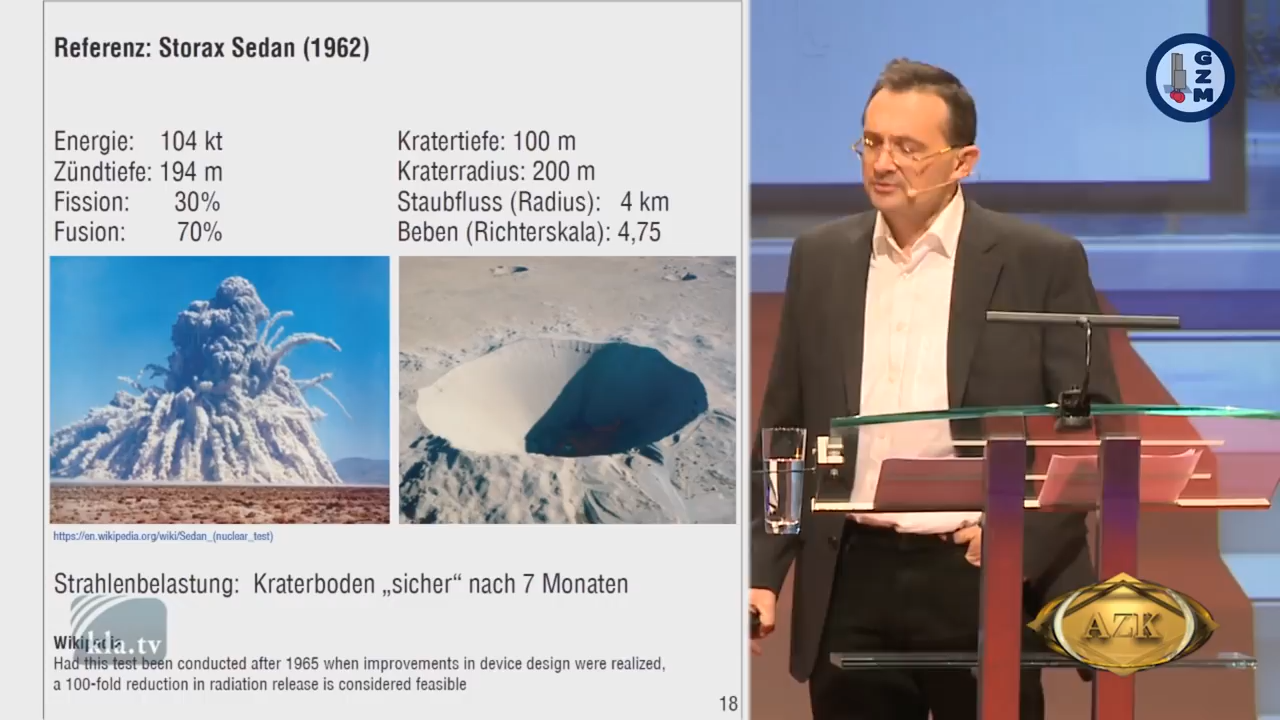 Referenz: Storax Sedan (1962)
Energie: 104 kt
Zündtiefe: 194 m
Fission: 30%
Fusion: 70%
Kratertiefe: 100 m
Kraterradius: 200 m
Staubfluss (Radius): 4 km
Beben (Richterskala): 4,75
https://en.wikipedia.org/wiki/Sedan_(nuclear_test)
Strahlenbelastung: Kraterboden „sicher“ nach 7 Monaten
Wikipedia
Had this test been conducted after 1965 when improvements in device design were realized,
a 100-fold reduction in radiation release is considered feasible
18
kla.tv
GZM
AZK